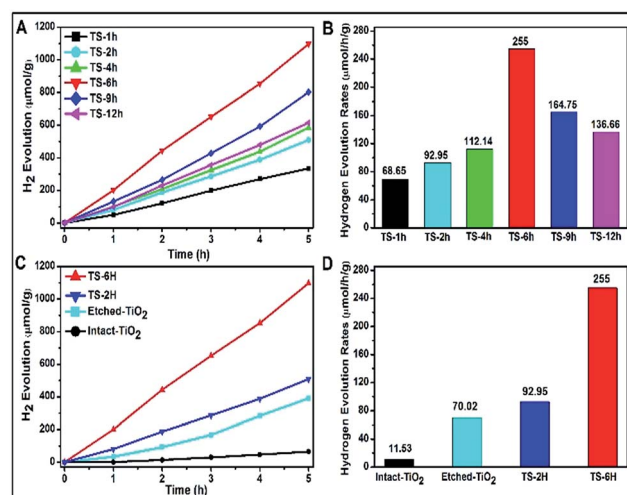 A
1200
1000
800
600
400
200
0
H2 Evolution (μmol/g)
TS-1h
TS-2h
TS-4h
TS-6h
TS-9h
TS-12h
0 1 2 3 4 5
Time (h)
B
280
240
200
160
120
80
40
0
Hydrogen Evolution Rates (μmol/h/g)
68.65
92.95
112.14
255
164.75
136.66
TS-1h TS-2h TS-4h TS-6h TS-9h TS-12h
C
1200
1000
800
600
400
200
0
H2 Evolution (μmol/g)
TS-6H
TS-2H
Etched-TiO2
Intact-TiO2
0 1 2 3 4 5
Time (h)
D
280
240
200
160
120
80
40
0
Hydrogen Evolution Rates (μmol/h/g)
11.53
70.02
92.95
255
Intact-TiO2 Etched-TiO2 TS-2H TS-6H